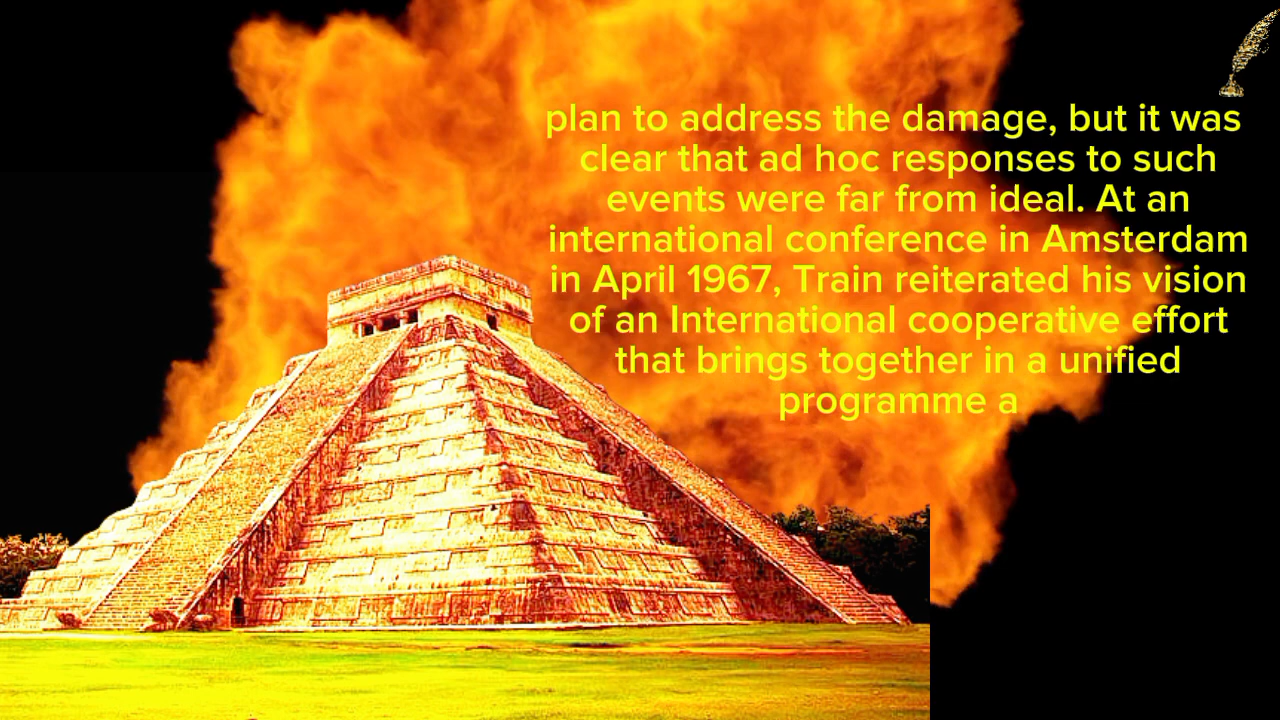 plan to address the damage, but it was
clear that ad hoc responses to such
events were far from ideal. At an
international conference in Amsterdam
in April 1967, Train reiterated his vision
of an International cooperative effort
that brings together in a unified
programme a